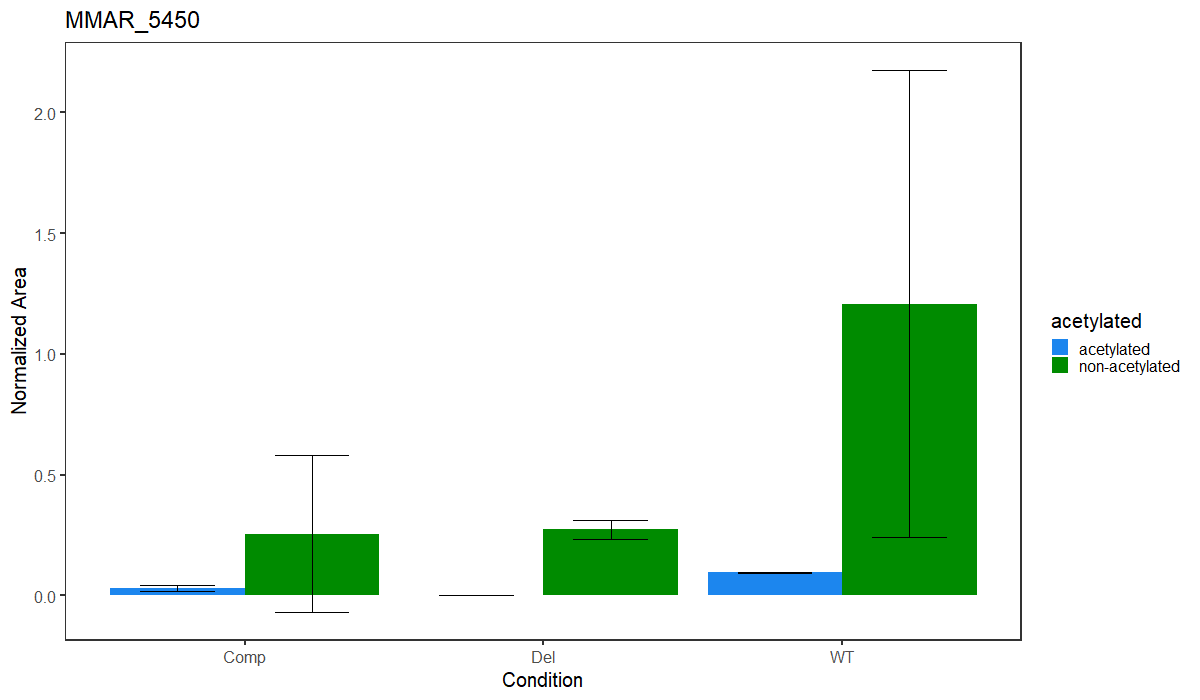 MMAR_5450
Normalized Area
2.0
1.5
1.0
0.5
0.0
Comp Del WT
Condition
acetylated
acetylated
non-acetylated